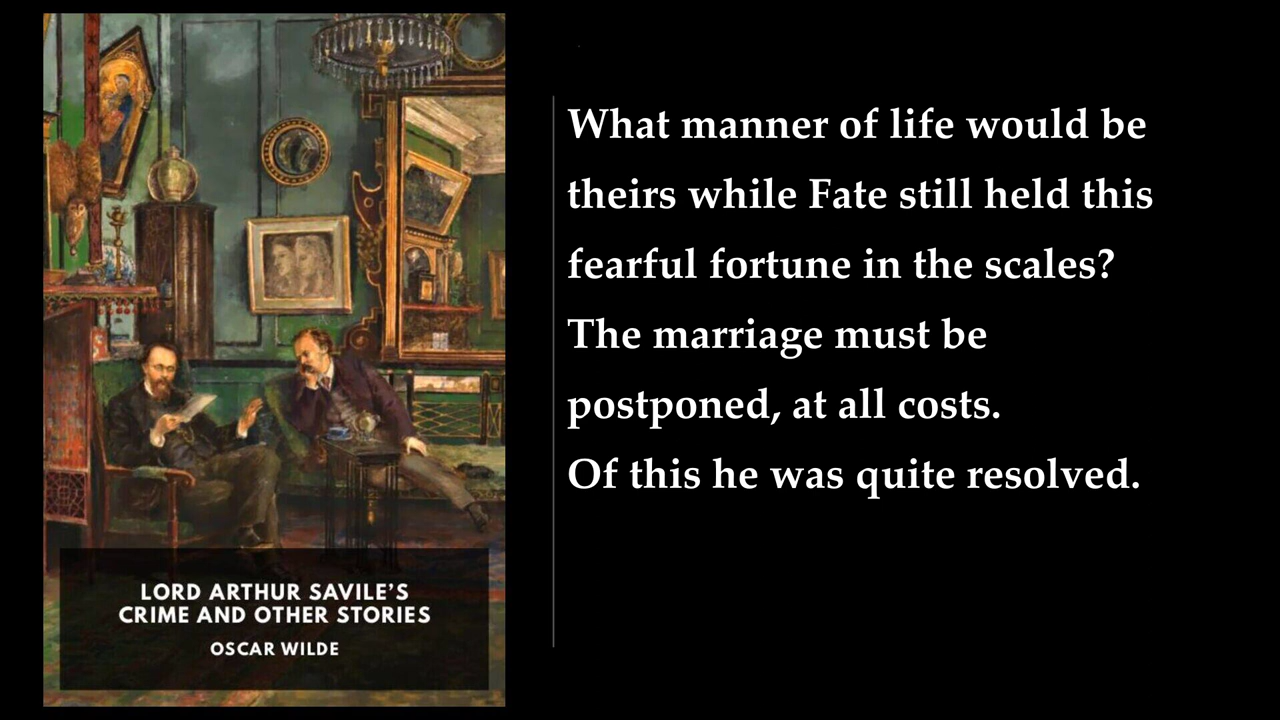 What manner of life would be
theirs while Fate still held this
fearful fortune in the scales?
The marriage must be
postponed, at all costs.
Of this he was quite resolved.
LORD ARTHUR SAVILE’S
CRIME AND OTHER STORIES
OSCAR WILDE